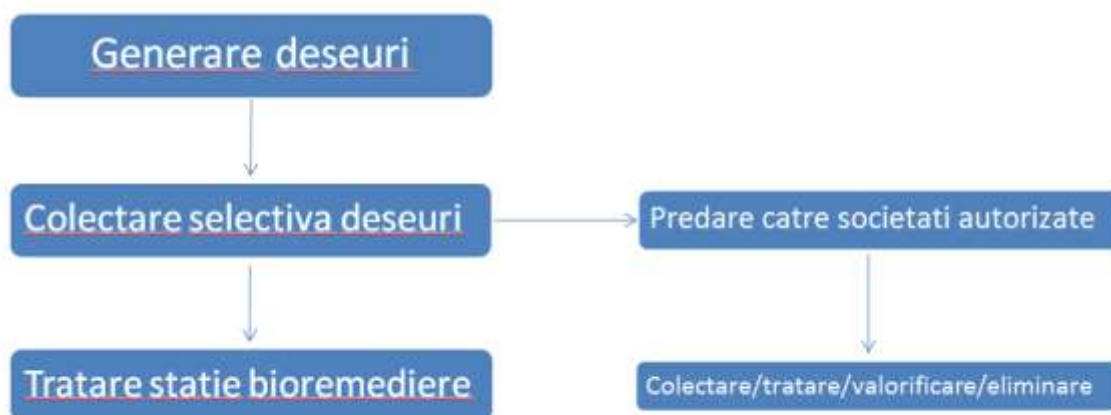 Generare deseuri
Colectare selectiva deseuri
Predare catre societati autorizate
Tratare statie bioremediere
Colectare/tratare/valorificare/eliminare